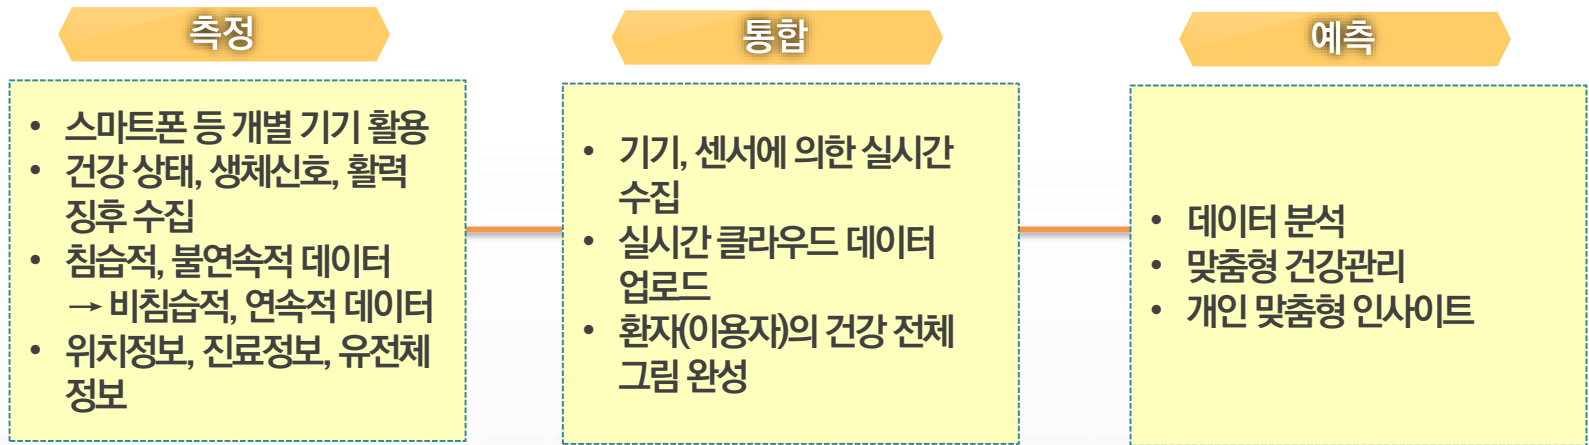 측정
• 스마트폰 등 개별 기기 활용
• 건강 상태, 생체신호, 활력
징후 수집
• 침습적, 불연속적 데이터
→ 비침습적, 연속적 데이터
• 위치정보, 진료정보, 유전체
정보
통합
• 기기, 센서에 의한 실시간
수집
• 실시간 클라우드 데이터
업로드
• 환자(이용자)의 건강 전체
그림 완성
예측
• 데이터 분석
• 맞춤형 건강관리
• 개인 맞춤형 인사이트